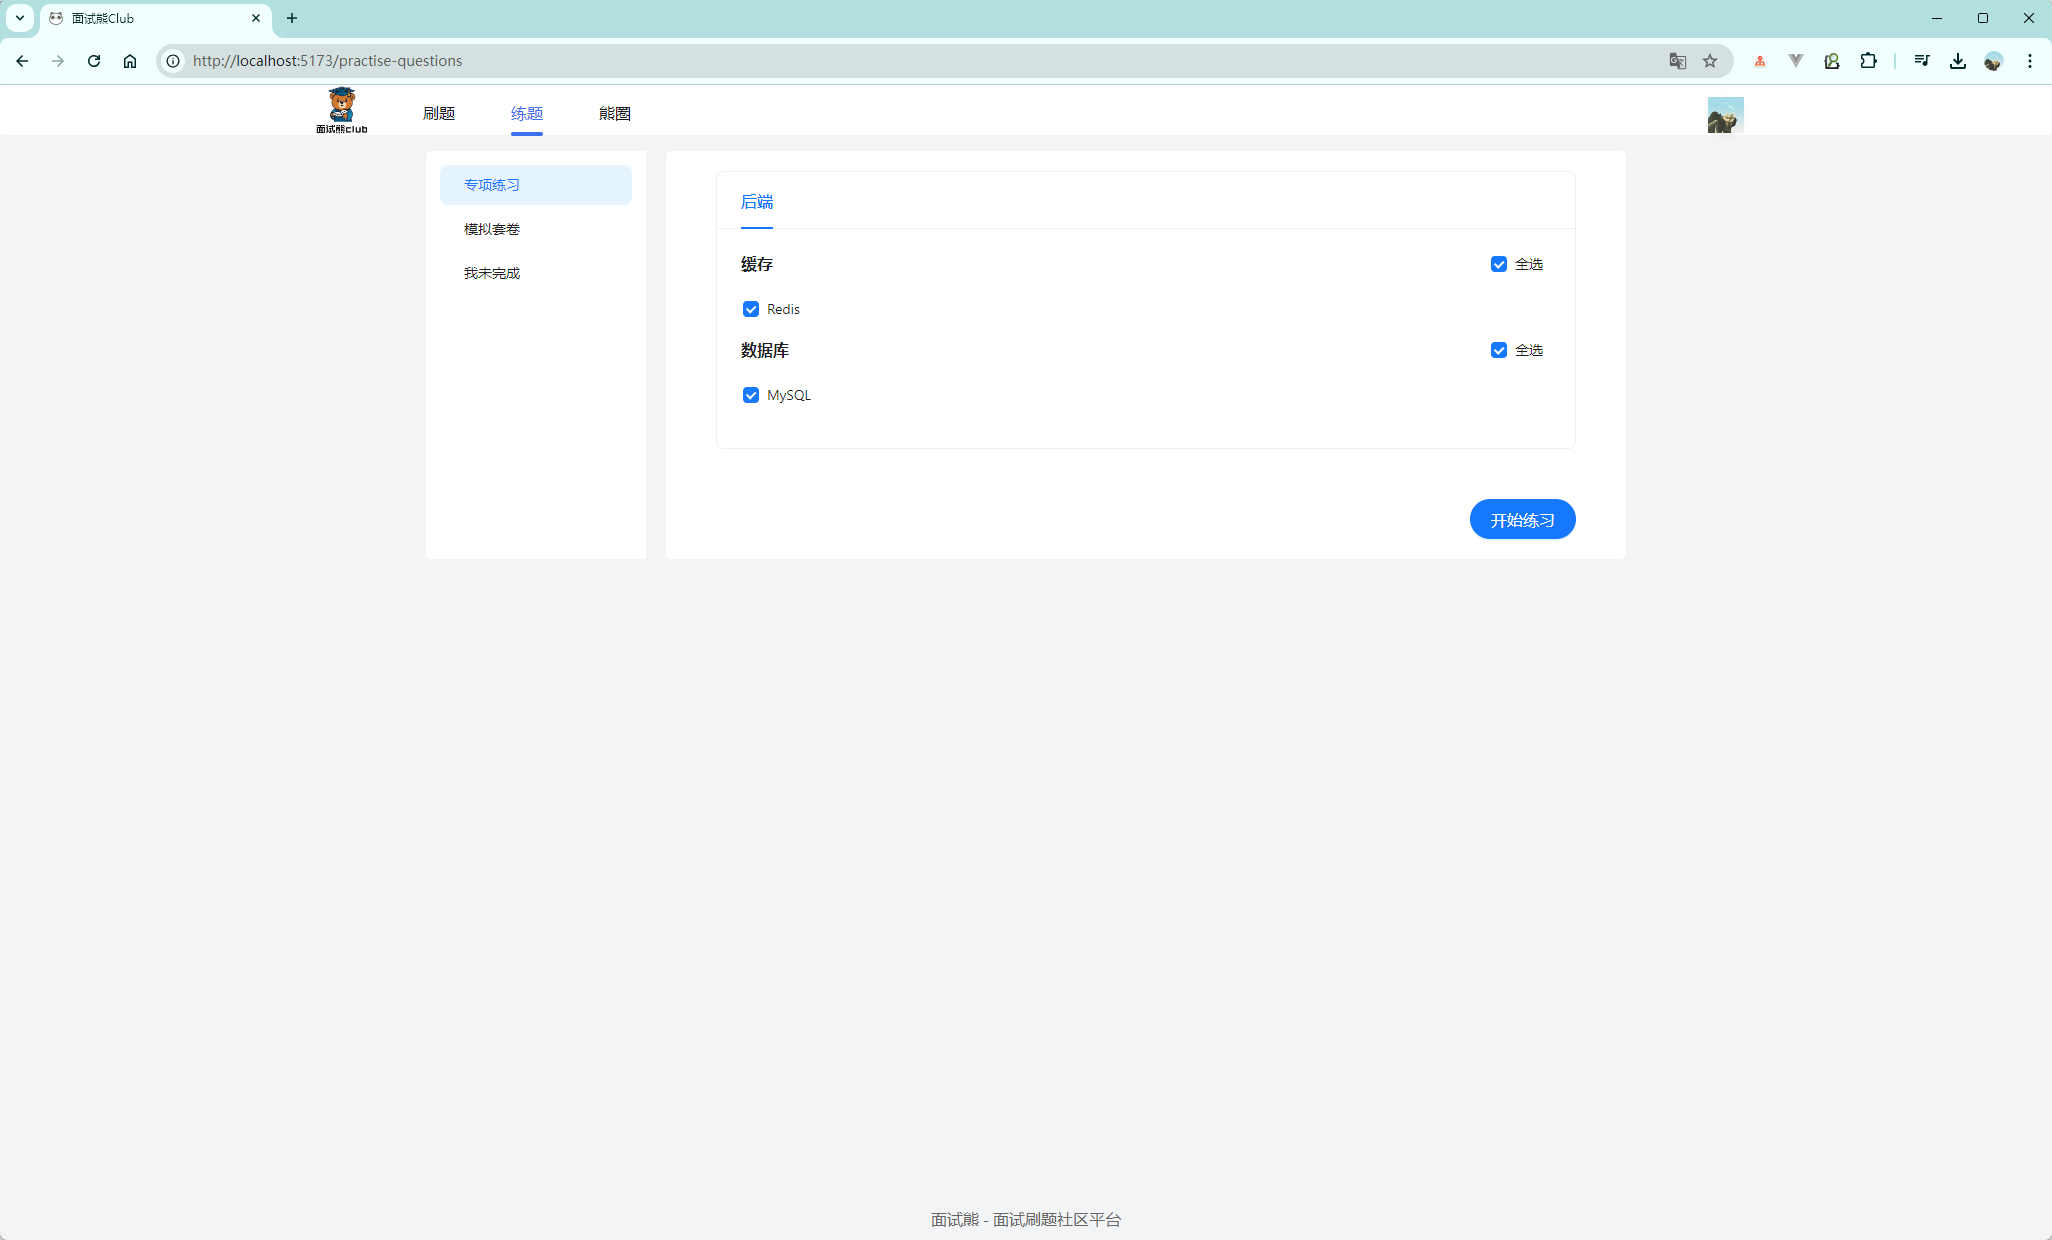 面试熊Club
http://localhost:5173/practise-questions
面试熊club
刷题
练题
熊圈
专项练习
模拟套卷
我未完成
后端
缓存
全选
Redis
数据库
全选
MySQL
开始练习
面试熊 - 面试刷题社区平台